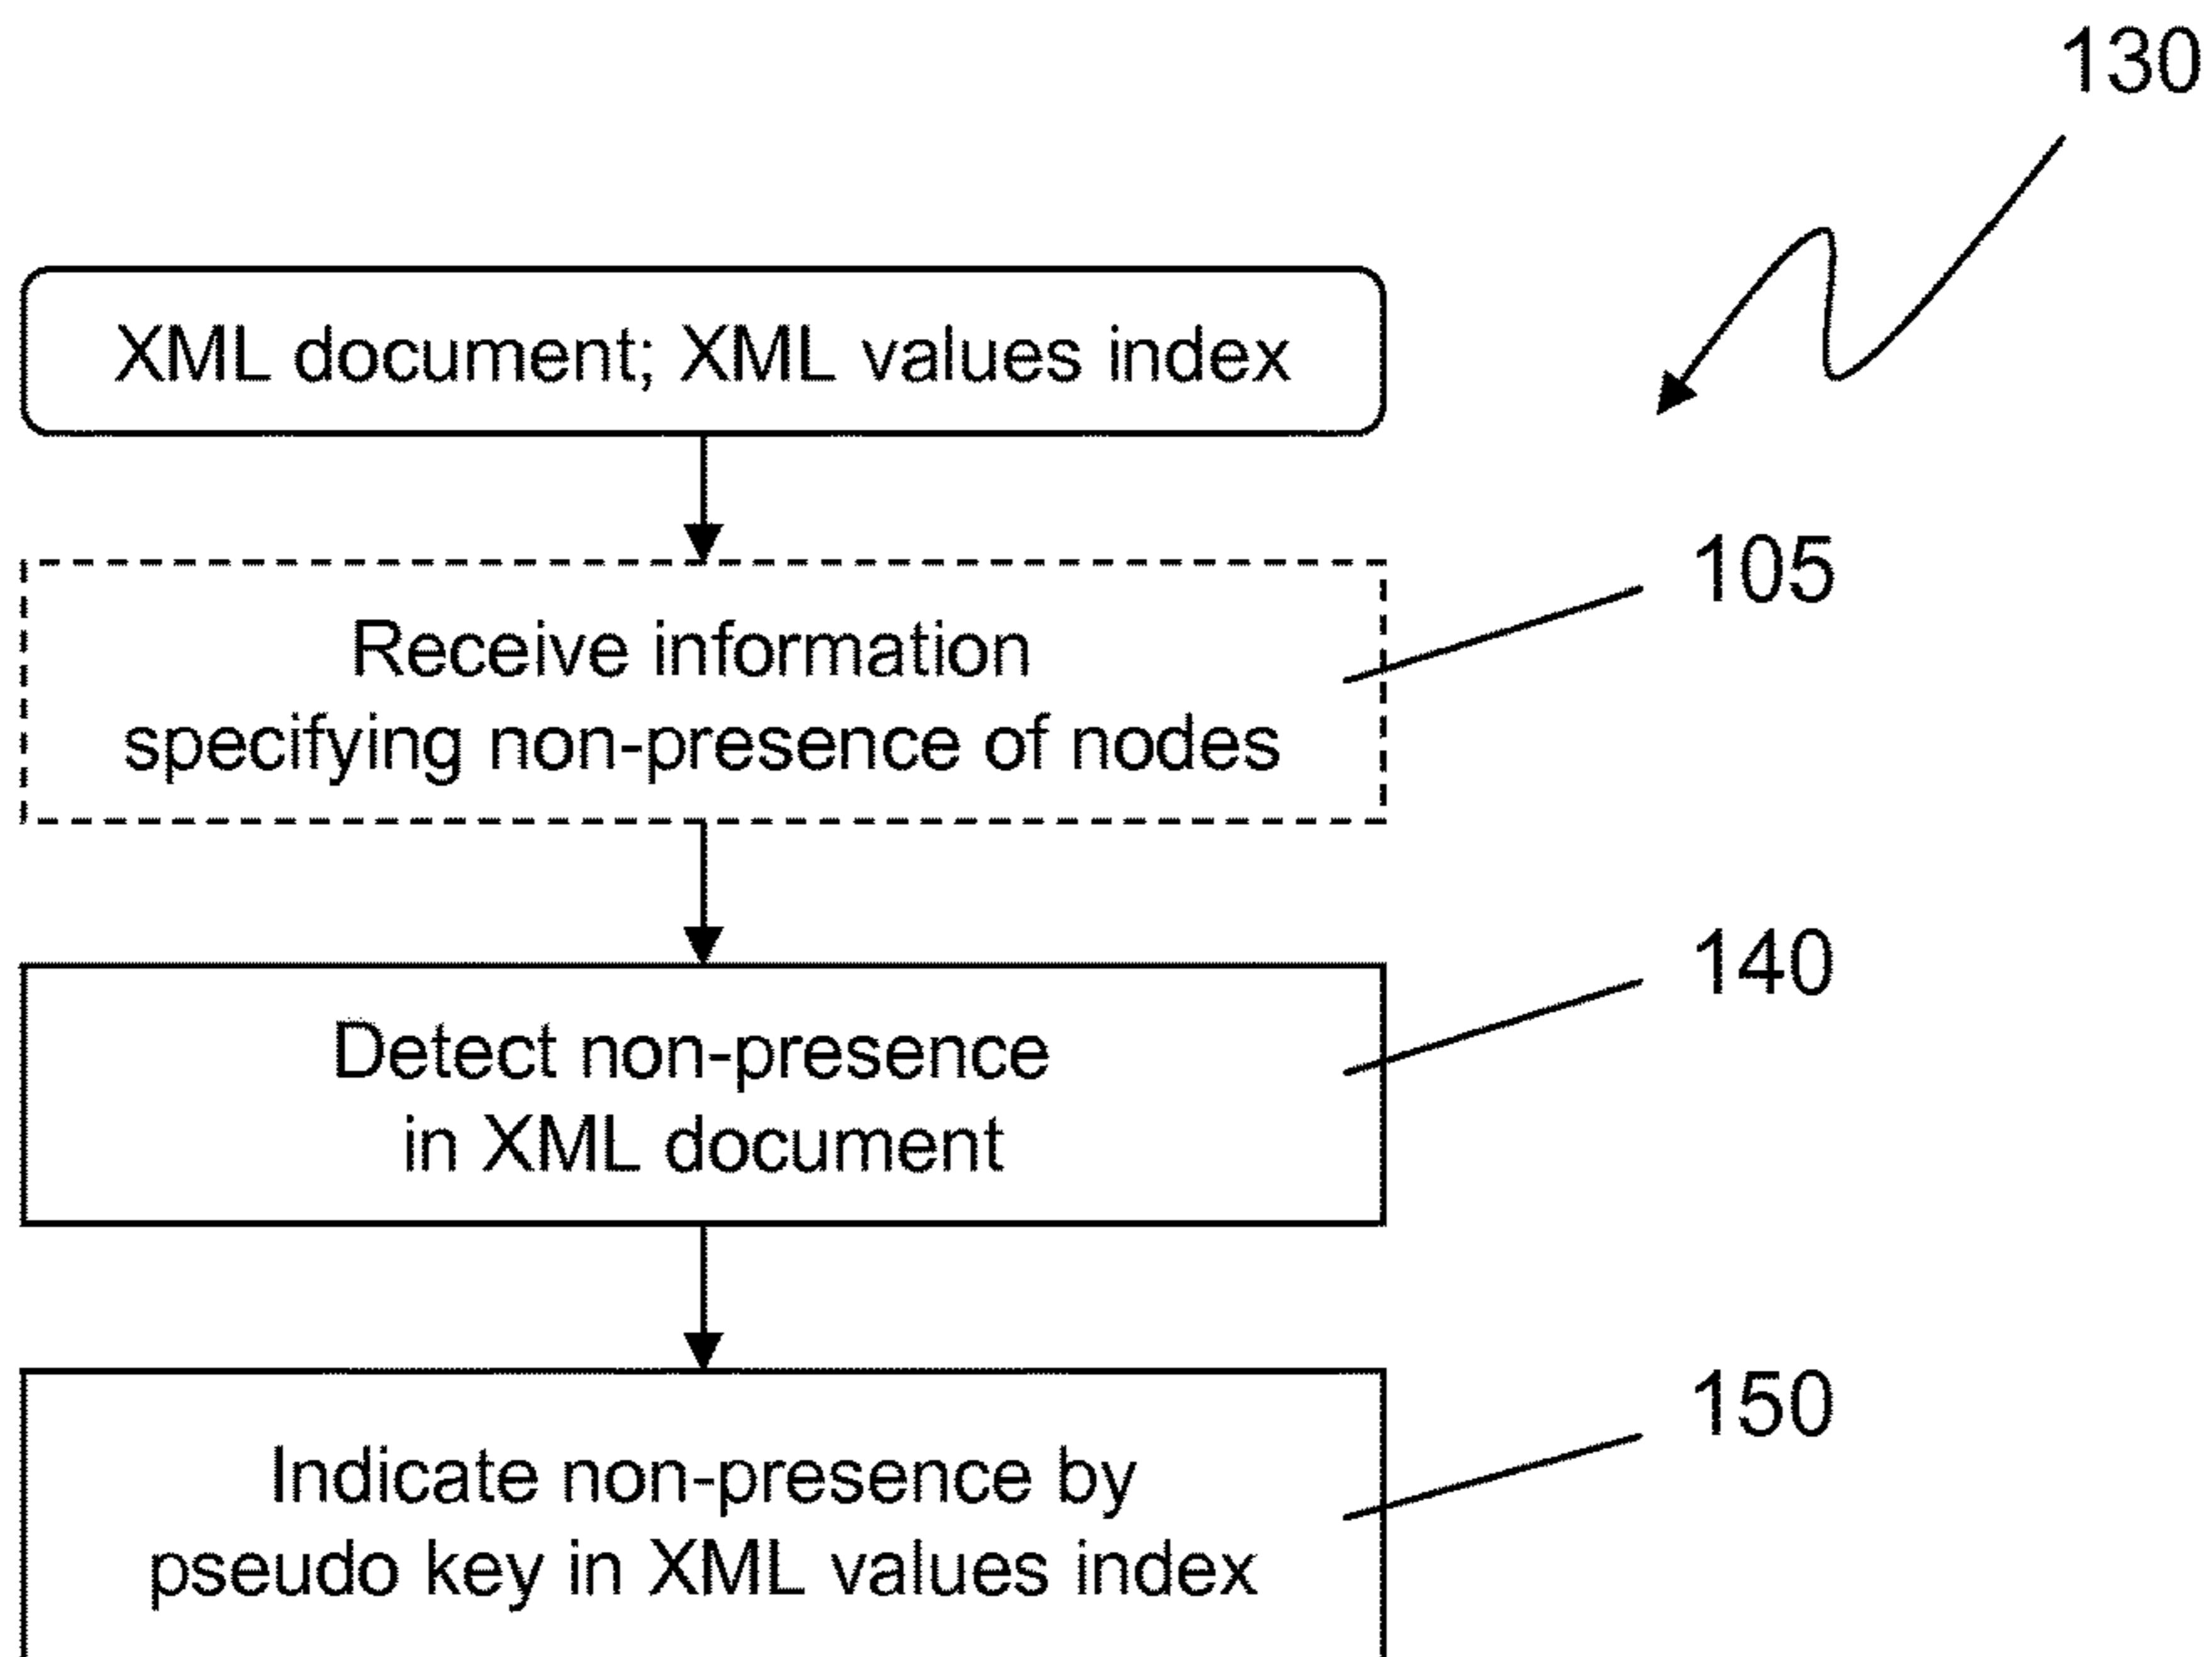 130
XML document; XML values index
105
Receive information
specifying non-presence of nodes
140
Detect non-presence
in XML document
150
Indicate non-presence by
pseudo key in XML values index